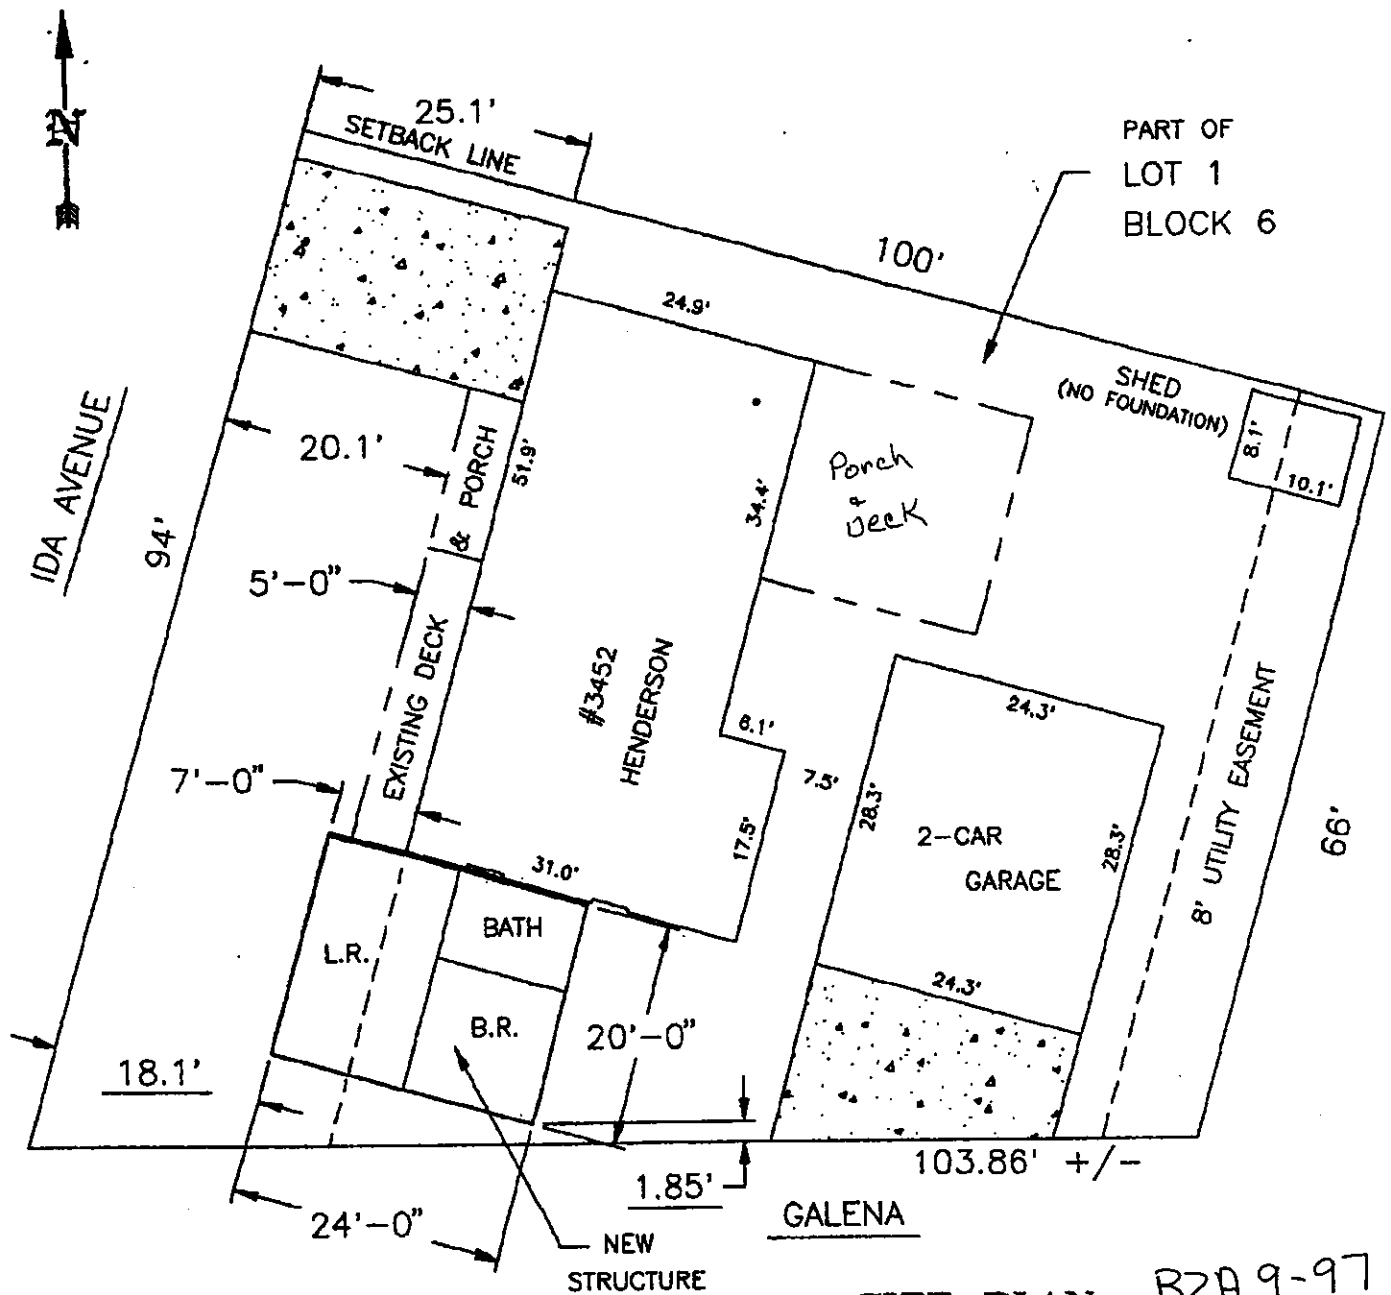 N
25.1'
SETBACK LINE
PART OF
LOT 1
BLOCK 6
100'
24.9'
SHED
(NO FOUNDATION)
8.1'
10.1'
IDA AVENUE
94'
20.1'
& PORCH
51.9'
34.4'
Porch
&
Deck
5'-0"
EXISTING DECK
#3452
HENDERSON
6.1'
7.5'
24.3'
28.3'
2-CAR
GARAGE
28.3'
8' UTILITY EASEMENT
66'
7'-0"
31.0'
17.5'
L.R.
BATH
B.R.
20'-0"
24.3'
18.1'
1.85'
103.86' +/-
GALENA
24'-0"
NEW
STRUCTURE
BZA 9-97